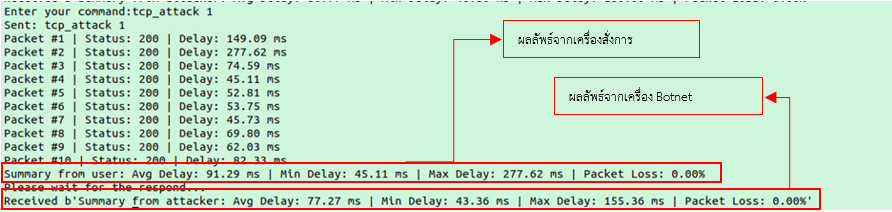 Enter your command:tcp_attack 1
Sent: tcp_attack 1
Packet #1 | Status: 200 | Delay: 149.09 ms
Packet #2 | Status: 200 | Delay: 277.62 ms
Packet #3 | Status: 200 | Delay: 74.59 ms
Packet #4 | Status: 200 | Delay: 45.11 ms
Packet #5 | Status: 200 | Delay: 52.81 ms
Packet #6 | Status: 200 | Delay: 53.75 ms
Packet #7 | Status: 200 | Delay: 45.73 ms
Packet #8 | Status: 200 | Delay: 69.80 ms
Packet #9 | Status: 200 | Delay: 62.03 ms
Packet #10 | Status: 200 | Delay: 82.33 ms
Summary from user: Avg Delay: 91.29 ms | Min Delay: 45.11 ms | Max Delay: 277.62 ms | Packet Loss: 0.00%
Please wait for the respond...
Received b'Summary from attacker: Avg Delay: 77.27 ms | Min Delay: 43.36 ms | Max Delay: 155.36 ms | Packet Loss: 0.00%'
ผลลัพธ์จากเครื่องสั่งการ
ผลลัพธ์จากเครื่อง Botnet